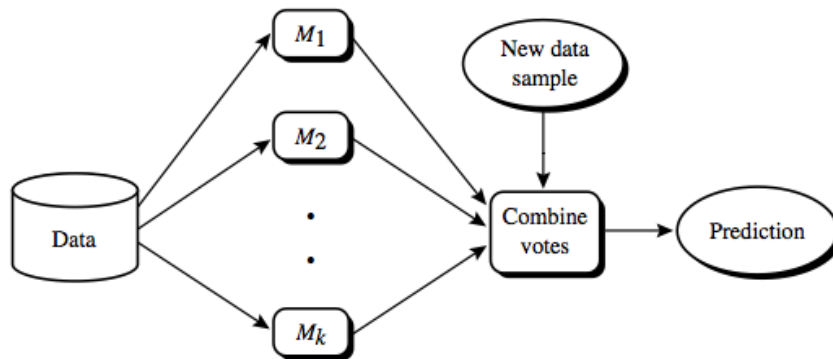 M1
New data
sample
M2
Data
Combine
votes
Prediction
Mk